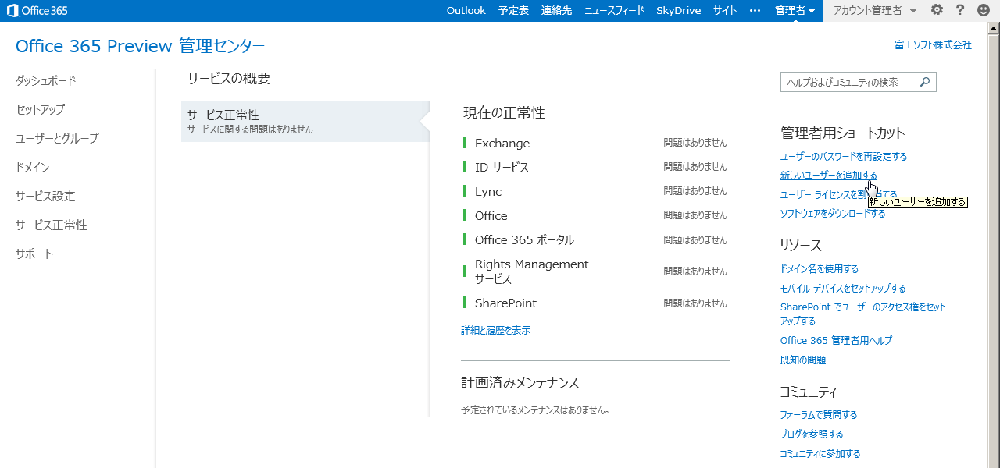 Office 365
Outlook 予定表 連絡先 ニュースフィード SkyDrive サイト ··· 管理者 アカウント管理者 ?
Office 365 Preview 管理センター
富士ソフト株式会社
ダッシュボード
セットアップ
ユーザーとグループ
ドメイン
サービス設定
サービス正常性
サポート
サービスの概要
サービス正常性
サービスに関する問題はありません
現在の正常性
Exchange 問題はありません
ID サービス 問題はありません
Lync 問題はありません
Office 問題はありません
Office 365 ポータル 問題はありません
Rights Management
サービス 問題はありません
SharePoint 問題はありません
詳細と履歴を表示
計画済みメンテナンス
予定されているメンテナンスはありません。
ヘルプおよびコミュニティの検索
管理者用ショートカット
ユーザーのパスワードを再設定する
新しいユーザーを追加する
ユーザー ライセンスを割り当てる
新しいユーザーを追加する
ソフトウェアをダウンロードする
リソース
ドメイン名を使用する
モバイル デバイスをセットアップする
SharePoint でユーザーのアクセス権をセット
アップする
Office 365 管理者用ヘルプ
既知の問題
コミュニティ
フォーラムで質問する
ブログを参照する
コミュニティに参加する